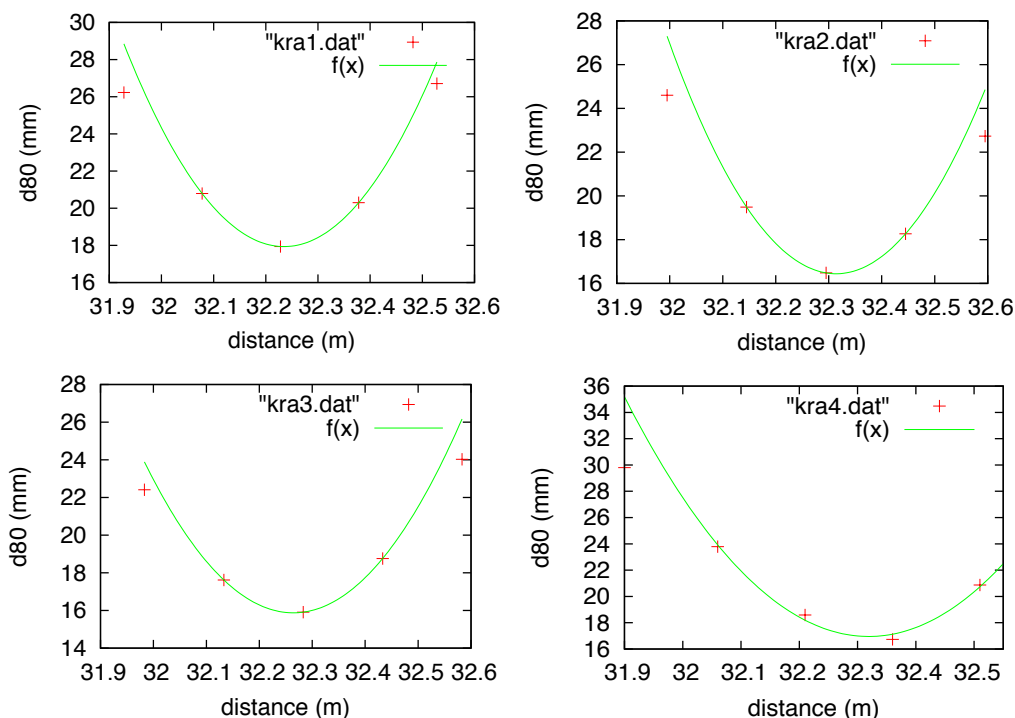 30
28
26
24
22
20
18
16
31.9 32 32.1 32.2 32.3 32.4 32.5 32.6
d80 (mm)
distance (m)
"kra1.dat"
f(x)
28
26
24
22
20
18
16
31.9 32 32.1 32.2 32.3 32.4 32.5 32.6
d80 (mm)
distance (m)
"kra2.dat"
f(x)
28
26
24
22
20
18
16
14
31.9 32 32.1 32.2 32.3 32.4 32.5 32.6
d80 (mm)
distance (m)
"kra3.dat"
f(x)
36
34
32
30
28
26
24
22
20
18
16
31.9 32 32.1 32.2 32.3 32.4 32.5
d80 (mm)
distance (m)
"kra4.dat"
f(x)